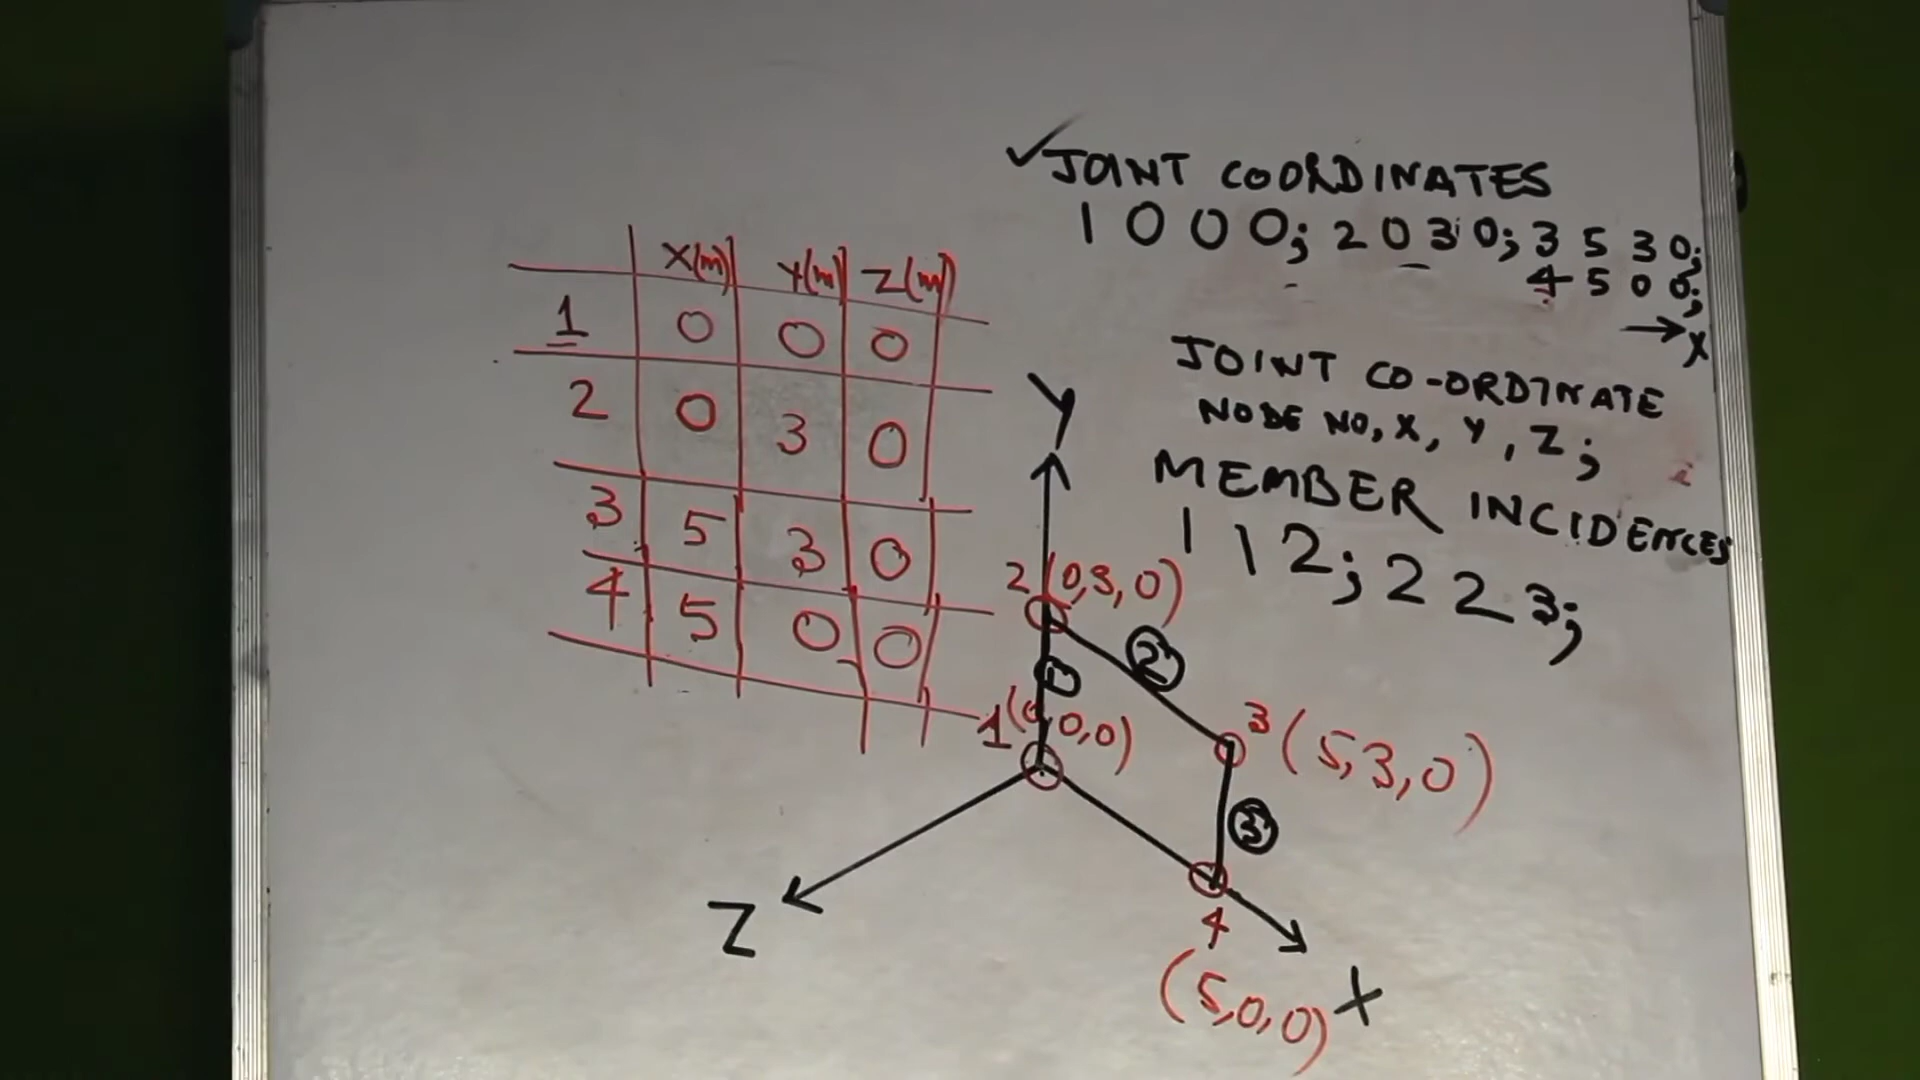 ✓JOINT COORDINATES
1 0 0 0; 2 0 3 0; 3 5 3 0;
4 5 0 0;
X
JOINT CO-ORDINATE
NODE NO, X, Y, Z;
MEMBER INCIDENCES
1 1 2; 2 2 3;
X(m) Y(m) Z(m)
1 0 0 0
2 0 3 0
3 5 3 0
4 5 0 0
Y
2 (0,3,0)
2
1
1 (0,0,0)
3 (5,3,0)
3
Z
4
(5,0,0)
X